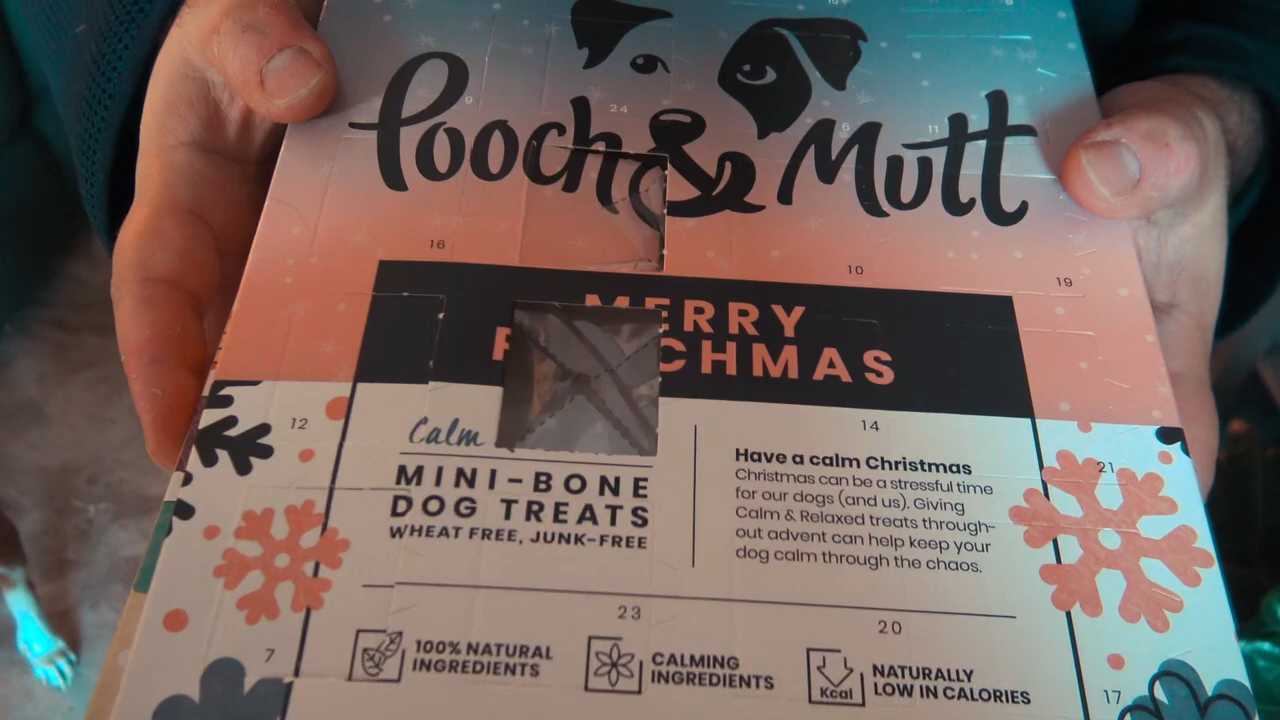 Pooch & Mutt
9
24
6
11
16
10
19
MERRY
CHMAS
12
14
21
Calm
MINI-BONE
DOG TREATS
WHEAT FREE, JUNK-FREE
Have a calm Christmas
Christmas can be a stressful time
for our dogs (and us). Giving
Calm & Relaxed treats through-
out advent can help keep your
dog calm through the chaos.
23
20
7
17
100% NATURAL
INGREDIENTS
CALMING
INGREDIENTS
Kcal
NATURALLY
LOW IN CALORIES